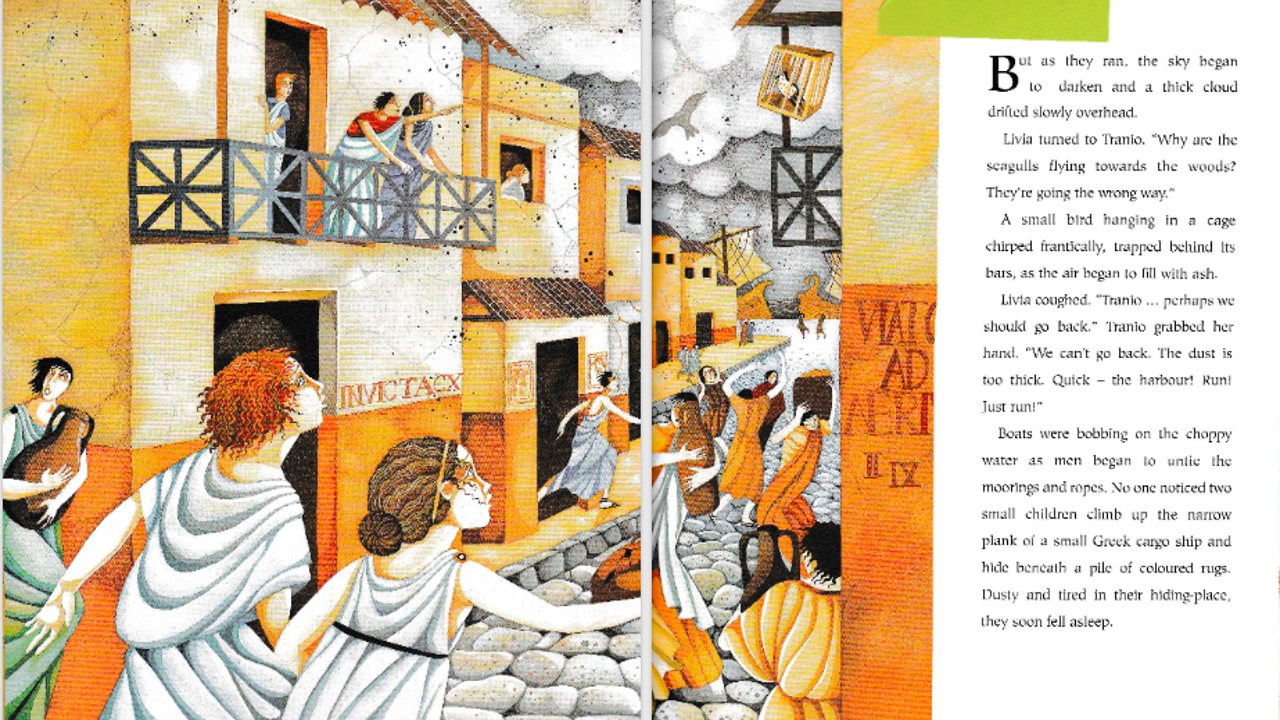 INVICTACX
VIATO
AD
II IX
But as they ran, the sky began
to darken and a thick cloud
drifted slowly overhead.
Livia turned to Tranio. “Why are the
seagulls flying towards the woods?
They’re going the wrong way.”
A small bird hanging in a cage
chirped frantically, trapped behind its
bars, as the air began to fill with ash.
Livia coughed. “Tranio ... perhaps we
should go back.” Tranio grabbed her
hand. “We can’t go back. The dust is
too thick. Quick – the harbour! Run!
Just run!”
Boats were bobbing on the choppy
water as men began to untie the
moorings and ropes. No one noticed two
small children climb up the narrow
plank of a small Greek cargo ship and
hide beneath a pile of coloured rugs.
Dusty and tired in their hiding-place,
they soon fell asleep.